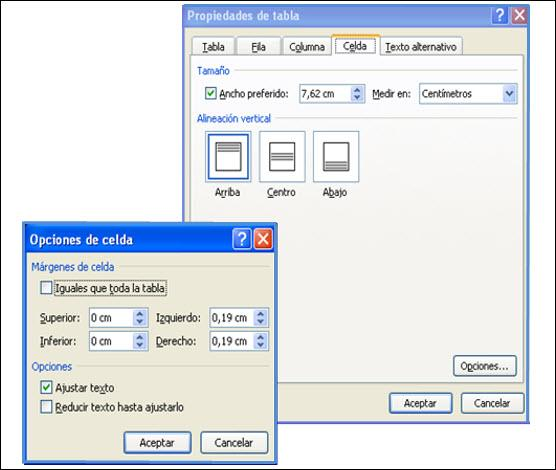 Propiedades de tabla
Tabla Fila Columna Celda Texto alternativo
Tamaño
Ancho preferido: 7,62 cm Medir en: Centímetros
Alineación vertical
Arriba Centro Abajo
Opciones...
Aceptar Cancelar
Opciones de celda
Márgenes de celda
Iguales que toda la tabla
Superior: 0 cm Izquierdo: 0,19 cm
Inferior: 0 cm Derecho: 0,19 cm
Opciones
Ajustar texto
Reducir texto hasta ajustarlo
Aceptar Cancelar